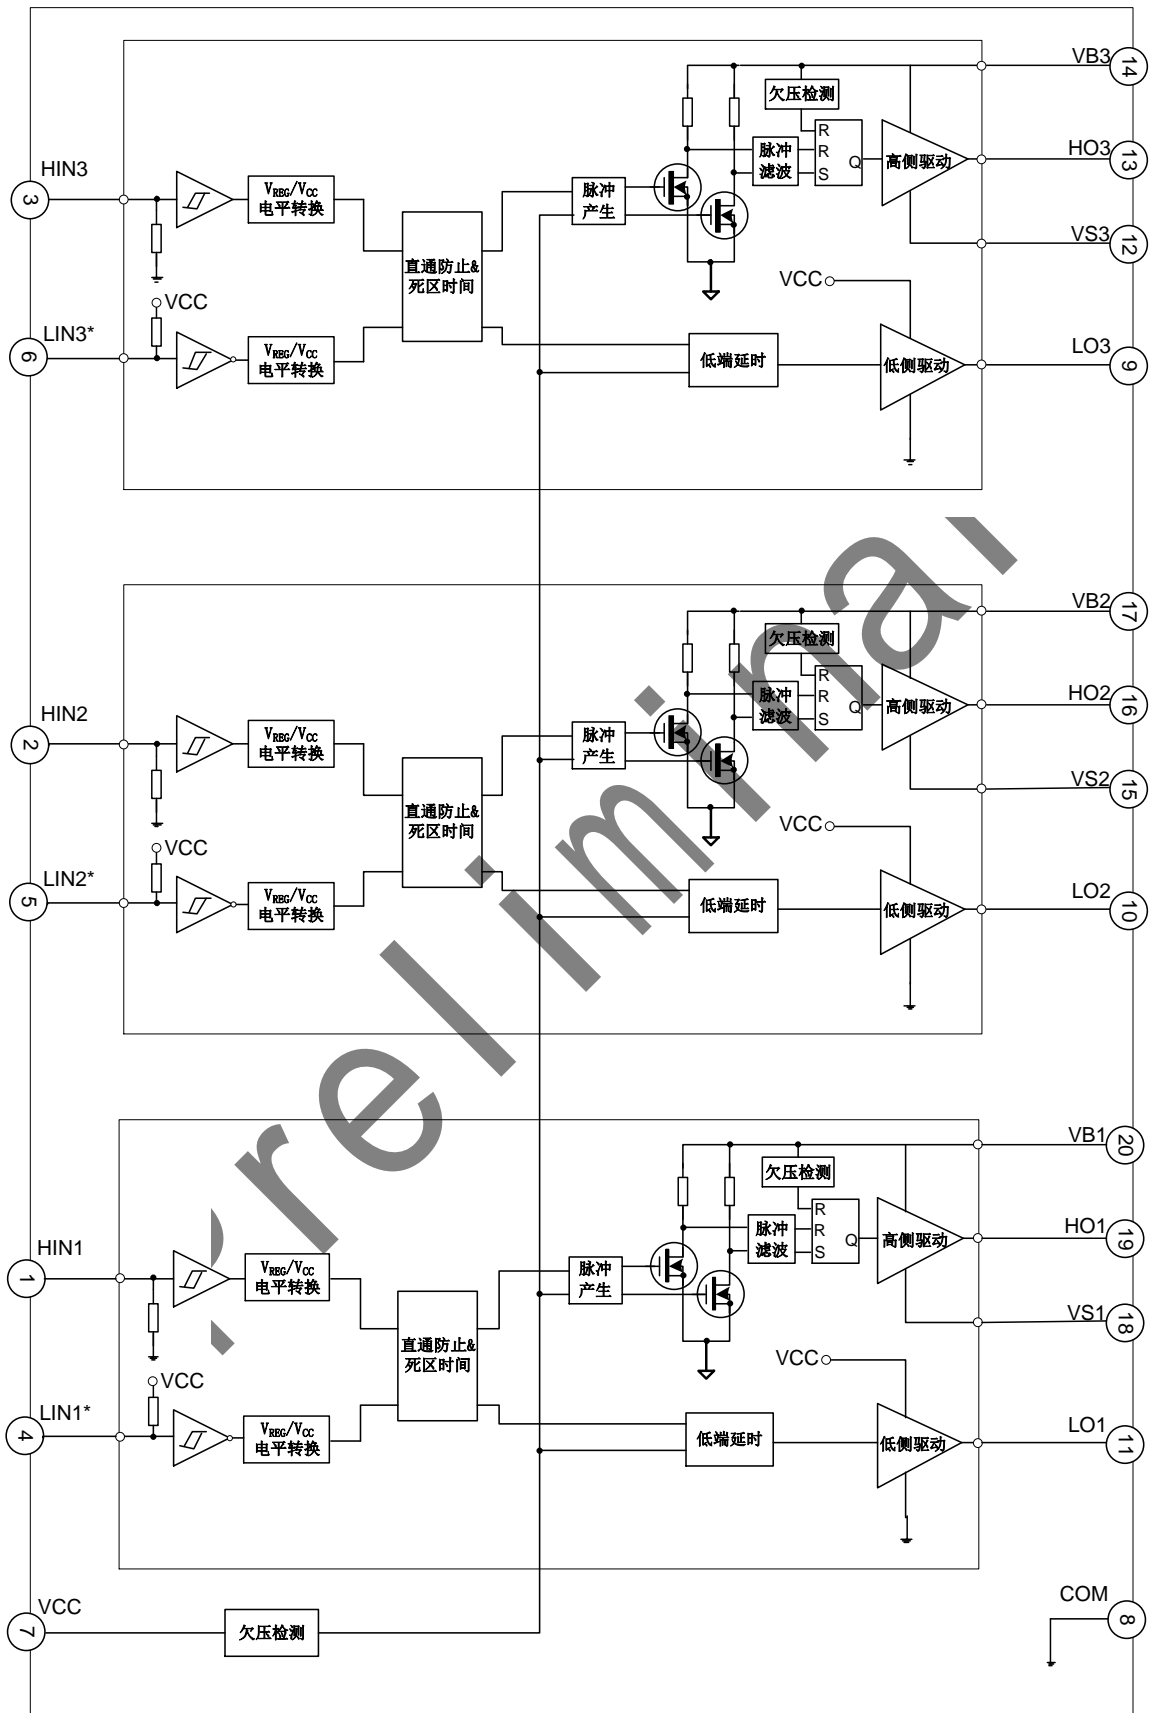 VB3
14
欠压检测
R
HIN3
脉冲
滤波
R
S
Q
高侧驱动
HO3
13
3
V_REG/V_CC
电平转换
脉冲
产生
VS3
12
直通防止&
死区时间
VCC
VCC
LIN3*
6
V_REG/V_CC
电平转换
低端延时
低侧驱动
LO3
9
VB2
17
欠压检测
R
HIN2
脉冲
滤波
R
S
Q
高侧驱动
HO2
16
2
V_REG/V_CC
电平转换
脉冲
产生
VS2
15
直通防止&
死区时间
VCC
VCC
LIN2*
5
V_REG/V_CC
电平转换
低端延时
低侧驱动
LO2
10
Preliminar
VB1
20
欠压检测
R
HIN1
脉冲
滤波
R
S
Q
高侧驱动
HO1
19
1
V_REG/V_CC
电平转换
脉冲
产生
VS1
18
直通防止&
死区时间
VCC
VCC
LIN1*
4
V_REG/V_CC
电平转换
低端延时
低侧驱动
LO1
11
VCC
7
欠压检测
COM
8